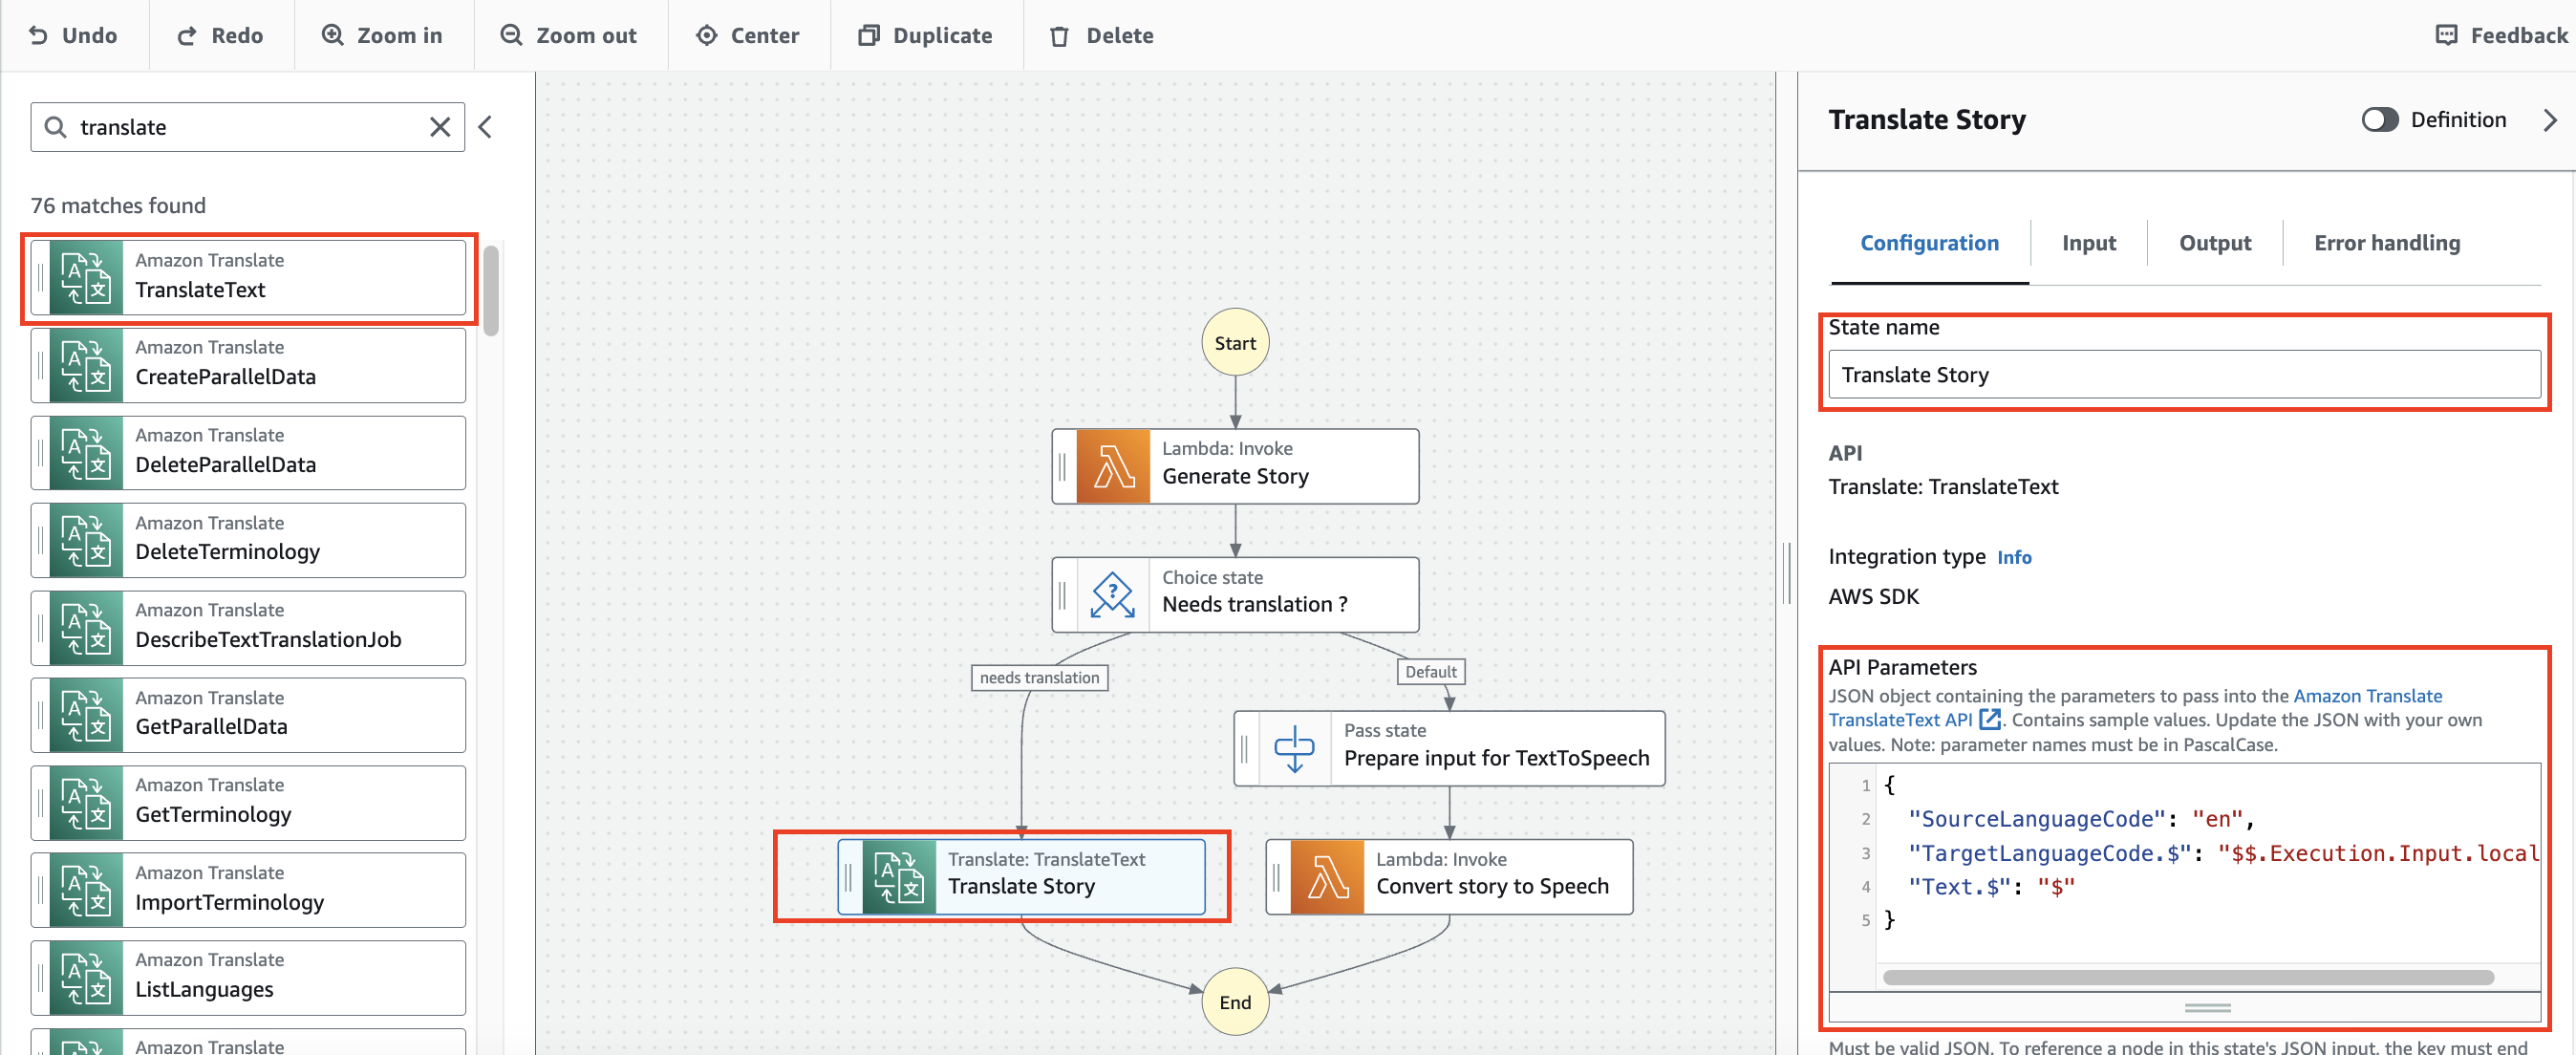 Undo
Redo
Zoom in
Zoom out
Center
Duplicate
Delete
Feedback
translate
76 matches found
Amazon Translate
TranslateText
Amazon Translate
CreateParallelData
Amazon Translate
DeleteParallelData
Amazon Translate
DeleteTerminology
Amazon Translate
DescribeTextTranslationJob
Amazon Translate
GetParallelData
Amazon Translate
GetTerminology
Amazon Translate
ImportTerminology
Amazon Translate
ListLanguages
Amazon Translate
Start
Lambda: Invoke
Generate Story
Choice state
Needs translation ?
needs translation
Default
Pass state
Prepare input for TextToSpeech
Translate: TranslateText
Translate Story
Lambda: Invoke
Convert story to Speech
End
Translate Story
Definition
Configuration
Input
Output
Error handling
State name
Translate Story
API
Translate: TranslateText
Integration type Info
AWS SDK
API Parameters
JSON object containing the parameters to pass into the Amazon Translate
TranslateText API . Contains sample values. Update the JSON with your own
values. Note: parameter names must be in PascalCase.
1 {
2 "SourceLanguageCode": "en",
3 "TargetLanguageCode.$": "$$.Execution.Input.local
4 "Text.$": "$"
5 }
Must be valid JSON. To reference a node in this state's JSON input, the key must end